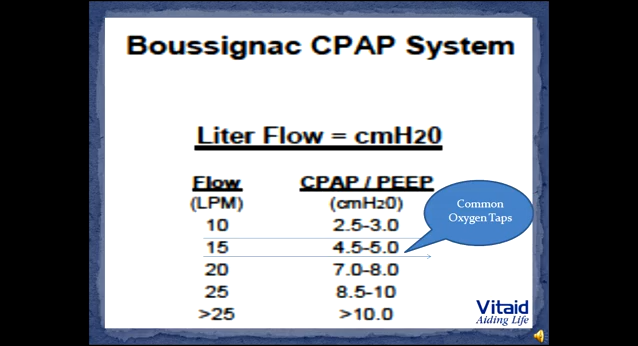 Boussignac CPAP System
Liter Flow = cmH20
Flow CPAP / PEEP
(LPM) (cmH20)
10 2.5-3.0
15 4.5-5.0
20 7.0-8.0
25 8.5-10
>25 >10.0
Common
Oxygen Taps
Vitaid
Aiding Life